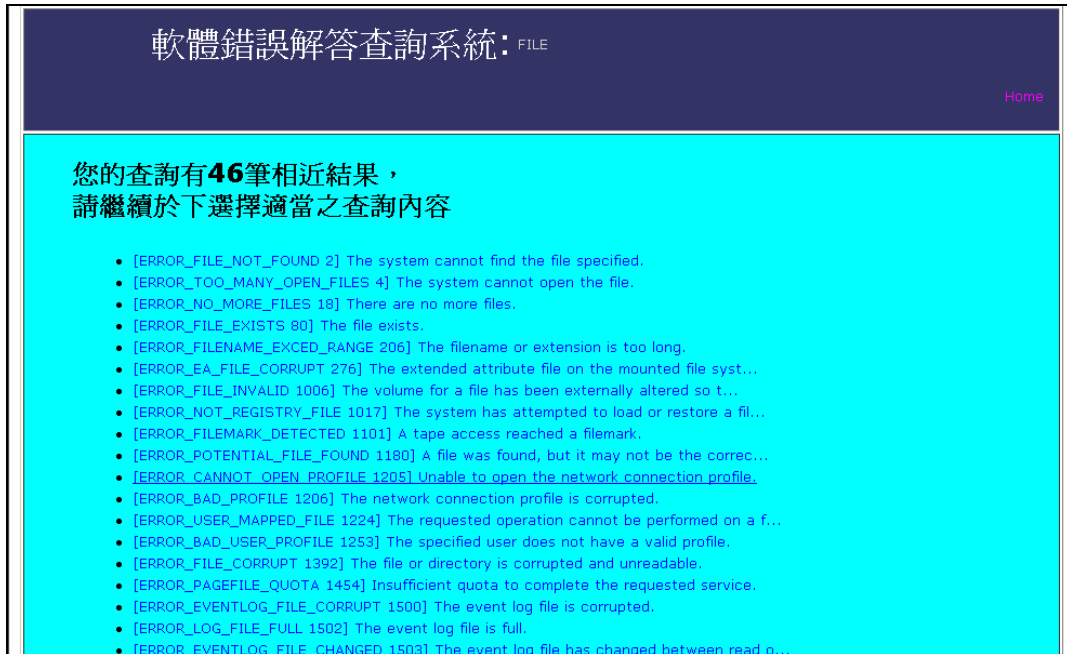 軟體錯誤解答查詢系統: FILE
Home
您的查詢有46筆相近結果，
請繼續於下選擇適當之查詢內容
[ERROR_FILE_NOT_FOUND 2] The system cannot find the file specified.
[ERROR_TOO_MANY_OPEN_FILES 4] The system cannot open the file.
[ERROR_NO_MORE_FILES 18] There are no more files.
[ERROR_FILE_EXISTS 80] The file exists.
[ERROR_FILENAME_EXCED_RANGE 206] The filename or extension is too long.
[ERROR_EA_FILE_CORRUPT 276] The extended attribute file on the mounted file syst...
[ERROR_FILE_INVALID 1006] The volume for a file has been externally altered so t...
[ERROR_NOT_REGISTRY_FILE 1017] The system has attempted to load or restore a fil...
[ERROR_FILEMARK_DETECTED 1101] A tape access reached a filemark.
[ERROR_POTENTIAL_FILE_FOUND 1180] A file was found, but it may not be the correc...
[ERROR_CANNOT_OPEN_PROFILE 1205] Unable to open the network connection profile.
[ERROR_BAD_PROFILE 1206] The network connection profile is corrupted.
[ERROR_USER_MAPPED_FILE 1224] The requested operation cannot be performed on a f...
[ERROR_BAD_USER_PROFILE 1253] The specified user does not have a valid profile.
[ERROR_FILE_CORRUPT 1392] The file or directory is corrupted and unreadable.
[ERROR_PAGEFILE_QUOTA 1454] Insufficient quota to complete the requested service.
[ERROR_EVENTLOG_FILE_CORRUPT 1500] The event log file is corrupted.
[ERROR_LOG_FILE_FULL 1502] The event log file is full.
[ERROR_EVENTLOG_FILE_CHANGED 1503] The event log file has changed between read o...